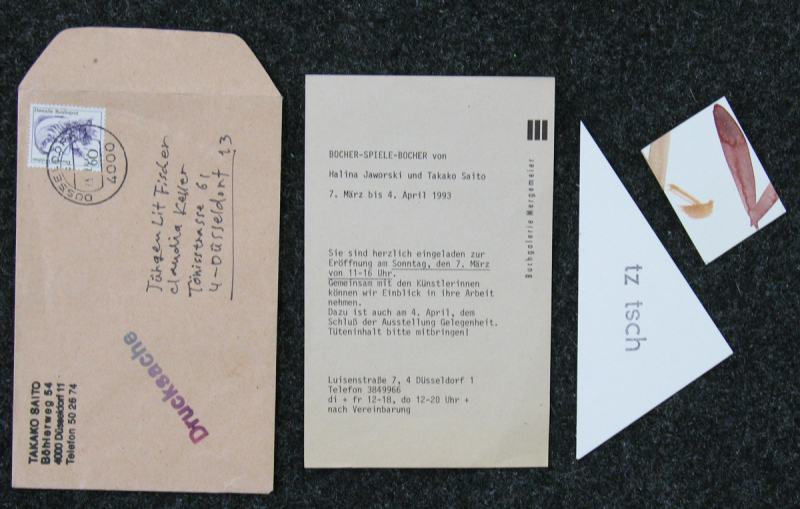 Deutsche Bundespost
60
4000
Jürgen Lit Fischer
Claudia Keller
Tönisstrasse 61
4-DÜsseldorf 13
Drucksache
TAKAKO SAITO
Böhlerweg 54
4000 Düsseldorf 11
Telefon 50 26 74
BOCHER-SPIELE-BOCHER von
Halina Jaworski und Takako Saito
7. März bis 4. April 1993
Buchgalerie Mergemeier
Sie sind herzlich eingeladen zur
Eröffnung am Sonntag, den 7. März
von 11-16 Uhr.
Gemeinsam mit den Künstlerinnen
können wir Einblick in ihre Arbeit
nehmen.
Dazu ist auch am 4. April, dem
Schluß der Ausstellung Gelegenheit.
Tüteninhalt bitte mitbringen!
Luisenstraße 7, 4 Düsseldorf 1
Telefon 3849966
di + fr 12-18, do 12-20 Uhr +
nach Vereinbarung
tz tsch